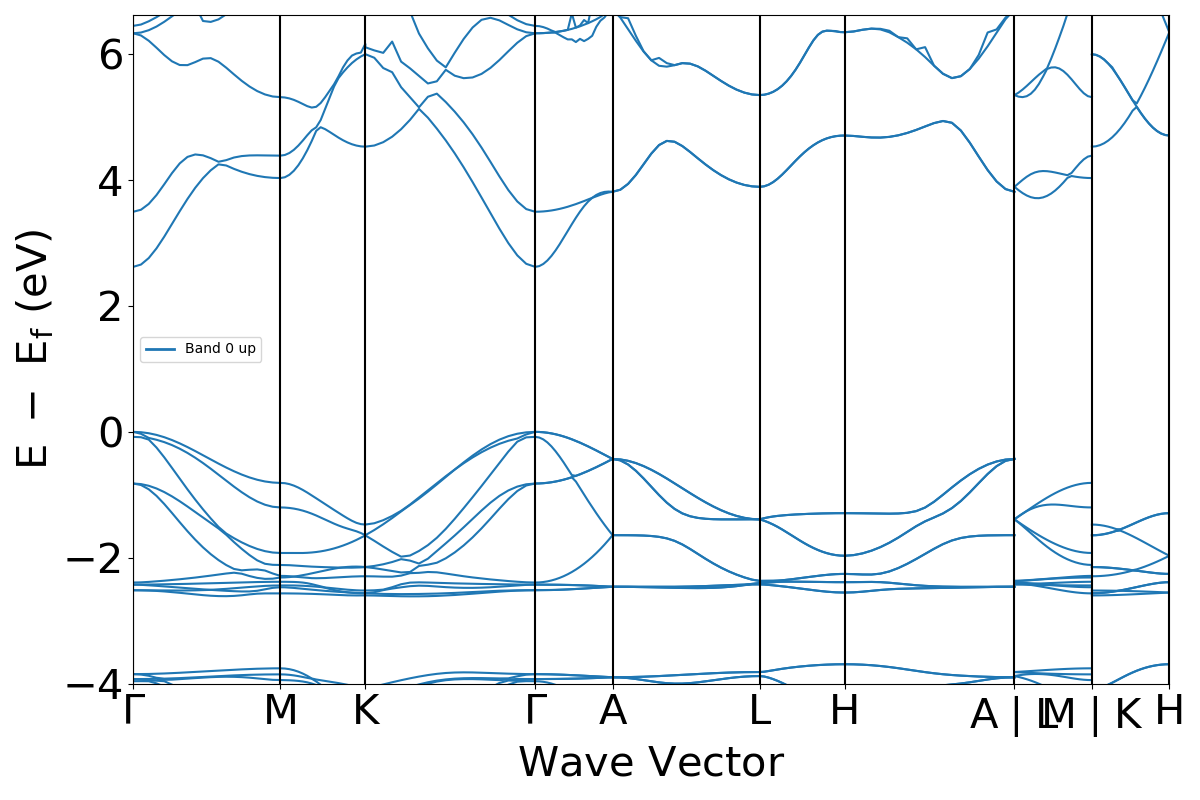 E − E_f (eV)
6
4
2
0
−2
−4
Band 0 up
Γ M K Γ A L H A | L M | K H
Wave Vector